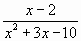 x − 2
x² + 3x − 10